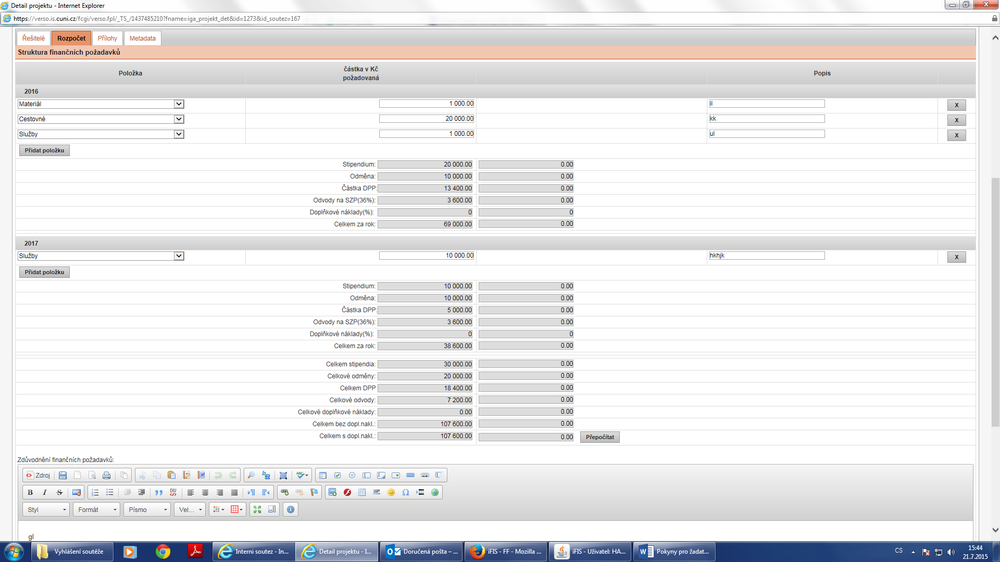 Detail projektu - Internet Explorer
https://verso.is.cuni.cz/fcgi/verso.fpl/_TS_/1437485210?fname=iga_projekt_det&id=1273&id_soutez=167
Řešitelé Rozpočet Přílohy Metadata
Struktura finančních požadavků
Položka částka v Kč požadovaná Popis
2016
Materiál 1 000.00 il X
Cestovné 20 000.00 kk X
Služby 1 000.00 ul X
Přidat položku
Stipendium: 20 000.00 0.00
Odměna: 10 000.00 0.00
Částka DPP: 13 400.00 0.00
Odvody na SZP(36%): 3 600.00 0.00
Doplňkové náklady(%): 0 0
Celkem za rok: 69 000.00 0.00
2017
Služby 10 000.00 hkhjk X
Přidat položku
Stipendium: 10 000.00 0.00
Odměna: 10 000.00 0.00
Částka DPP: 5 000.00 0.00
Odvody na SZP(36%): 3 600.00 0.00
Doplňkové náklady(%): 0 0
Celkem za rok: 38 600.00 0.00
Celkem stipendia: 30 000.00 0.00
Celkové odměny: 20 000.00 0.00
Celkem DPP 18 400.00 0.00
Celkové odvody: 7 200.00 0.00
Celkové doplňkové náklady: 0.00 0.00
Celkem bez dopl.nakl.: 107 600.00 0.00
Celkem s dopl.nakl.: 107 600.00 0.00 Přepočítat
Zdůvodnění finančních požadavků:
Zdroj
B I S
Styl Formát Písmo Vel...
gl
Vyhlášení soutěže Interni soutez - In... Detail projektu - I... Doručená pošta – ... iFIS - FF - Mozilla ... iFIS - Uživatel: HA... Pokyny pro žadat... CS 15:44
21.7.2015